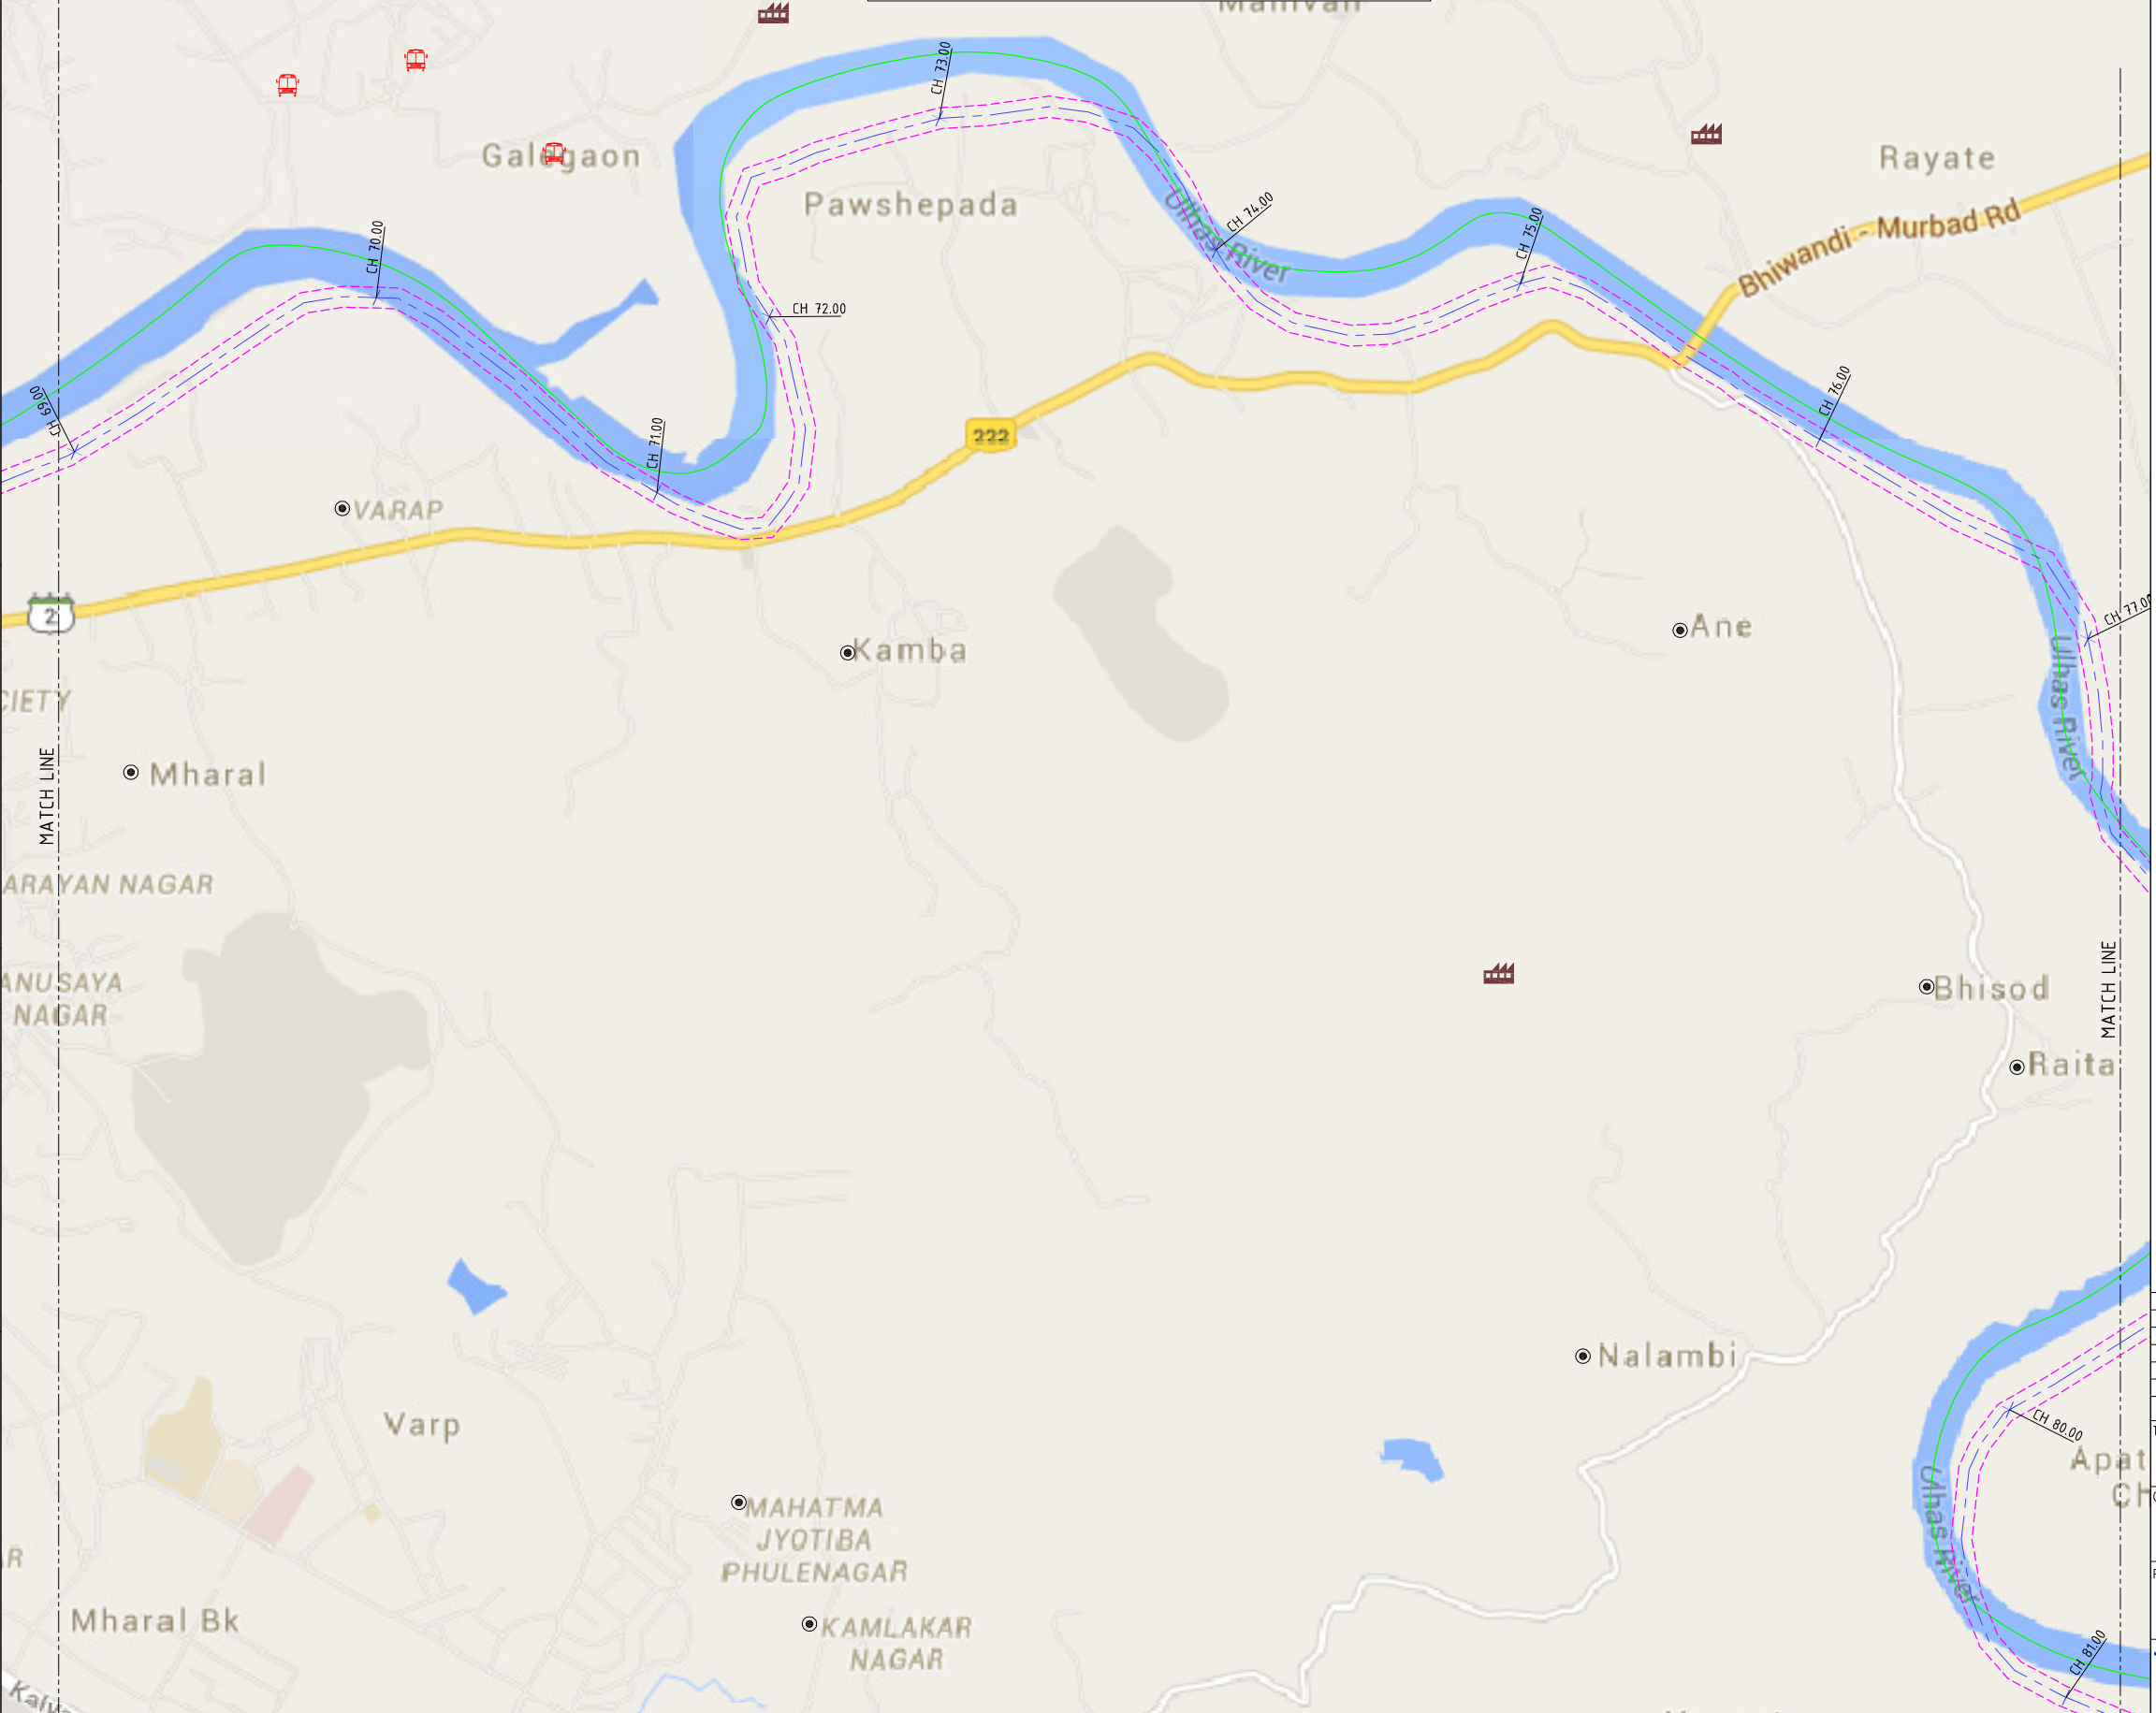 CH 73.00
Galegaon
Rayate
Pawshepada
Bhiwandi - Murbad Rd
CH 70.00
Ulhas River
CH 74.00
CH 75.00
CH 72.00
CH 69.00
CH 71.00
CH 76.00
222
VARAP
CH 77.00
2
Ane
Kamba
CIETY
Ulhas River
Mharal
MATCH LINE
ARAYAN NAGAR
ANUSAYA
NAGAR
MATCH LINE
Bhisod
Raita
Nalambi
Varp
CH 80.00
Apat
Ch
Ulhas River
MAHATMA
JYOTIBA
PHULENAGAR
AR
Mharal Bk
KAMLAKAR
NAGAR
CH 81.00